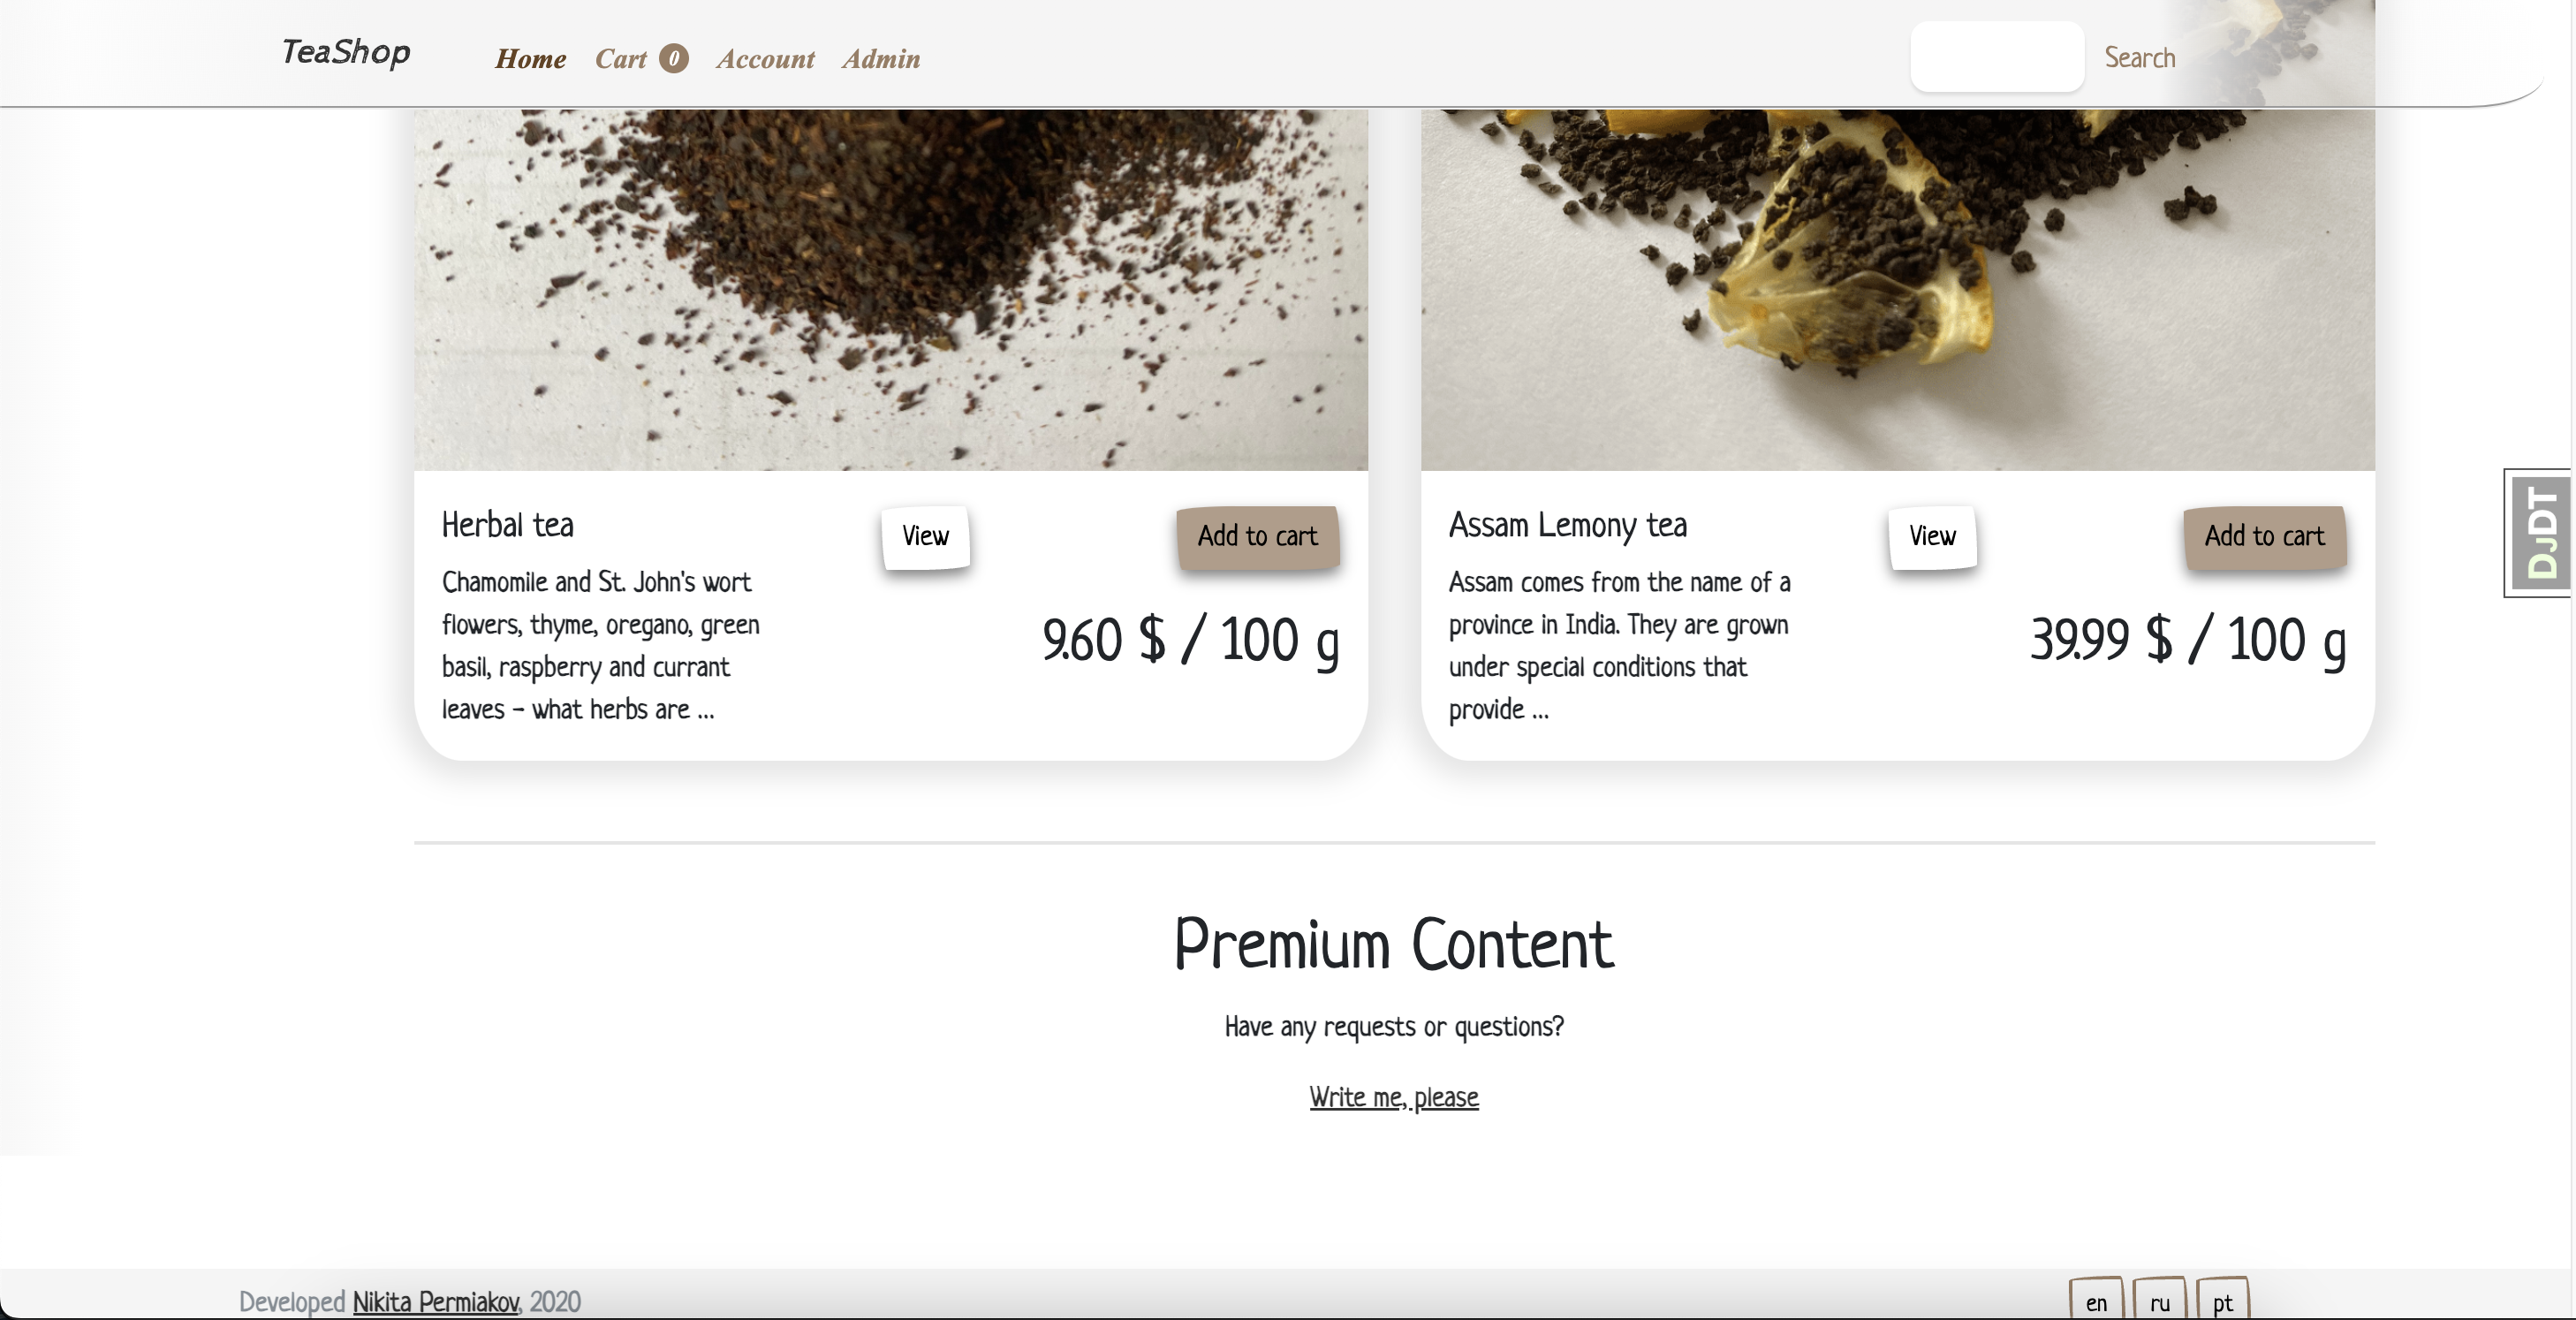 TeaShop
Home Cart 0 Account Admin
Search
Herbal tea
View
Add to cart
Chamomile and St. John's wort
flowers, thyme, oregano, green
basil, raspberry and currant
leaves – what herbs are ...
9.60 $ / 100 g
Assam Lemony tea
View
Add to cart
Assam comes from the name of a
province in India. They are grown
under special conditions that
provide ...
39.99 $ / 100 g
DJDT
Premium Content
Have any requests or questions?
Write me, please
Developed Nikita Permiakov, 2020
en ru pt